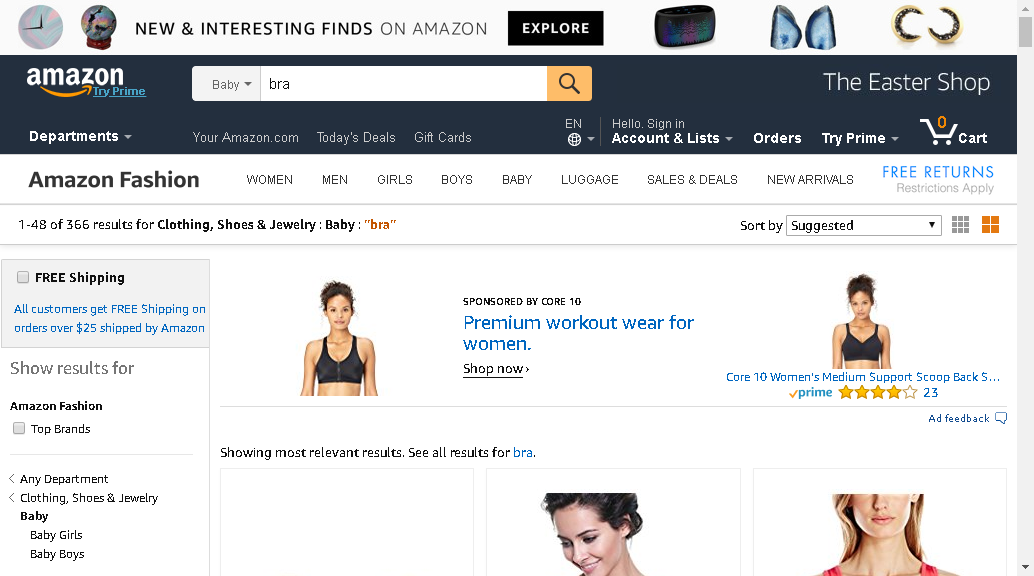 NEW & INTERESTING FINDS ON AMAZON EXPLORE
amazon
Try Prime
Baby
bra
The Easter Shop
Departments
Your Amazon.com Today's Deals Gift Cards
EN
Hello. Sign in
Account & Lists
Orders
Try Prime
0
Cart
Amazon Fashion
WOMEN MEN GIRLS BOYS BABY LUGGAGE SALES & DEALS NEW ARRIVALS
FREE RETURNS
Restrictions Apply
1-48 of 366 results for Clothing, Shoes & Jewelry : Baby : "bra"
Sort by Suggested
FREE Shipping
All customers get FREE Shipping on
orders over $25 shipped by Amazon
Show results for
Amazon Fashion
Top Brands
Any Department
Clothing, Shoes & Jewelry
Baby
Baby Girls
Baby Boys
SPONSORED BY CORE 10
Premium workout wear for
women.
Shop now ›
Core 10 Women's Medium Support Scoop Back S...
prime 23
Ad feedback
Showing most relevant results. See all results for bra.